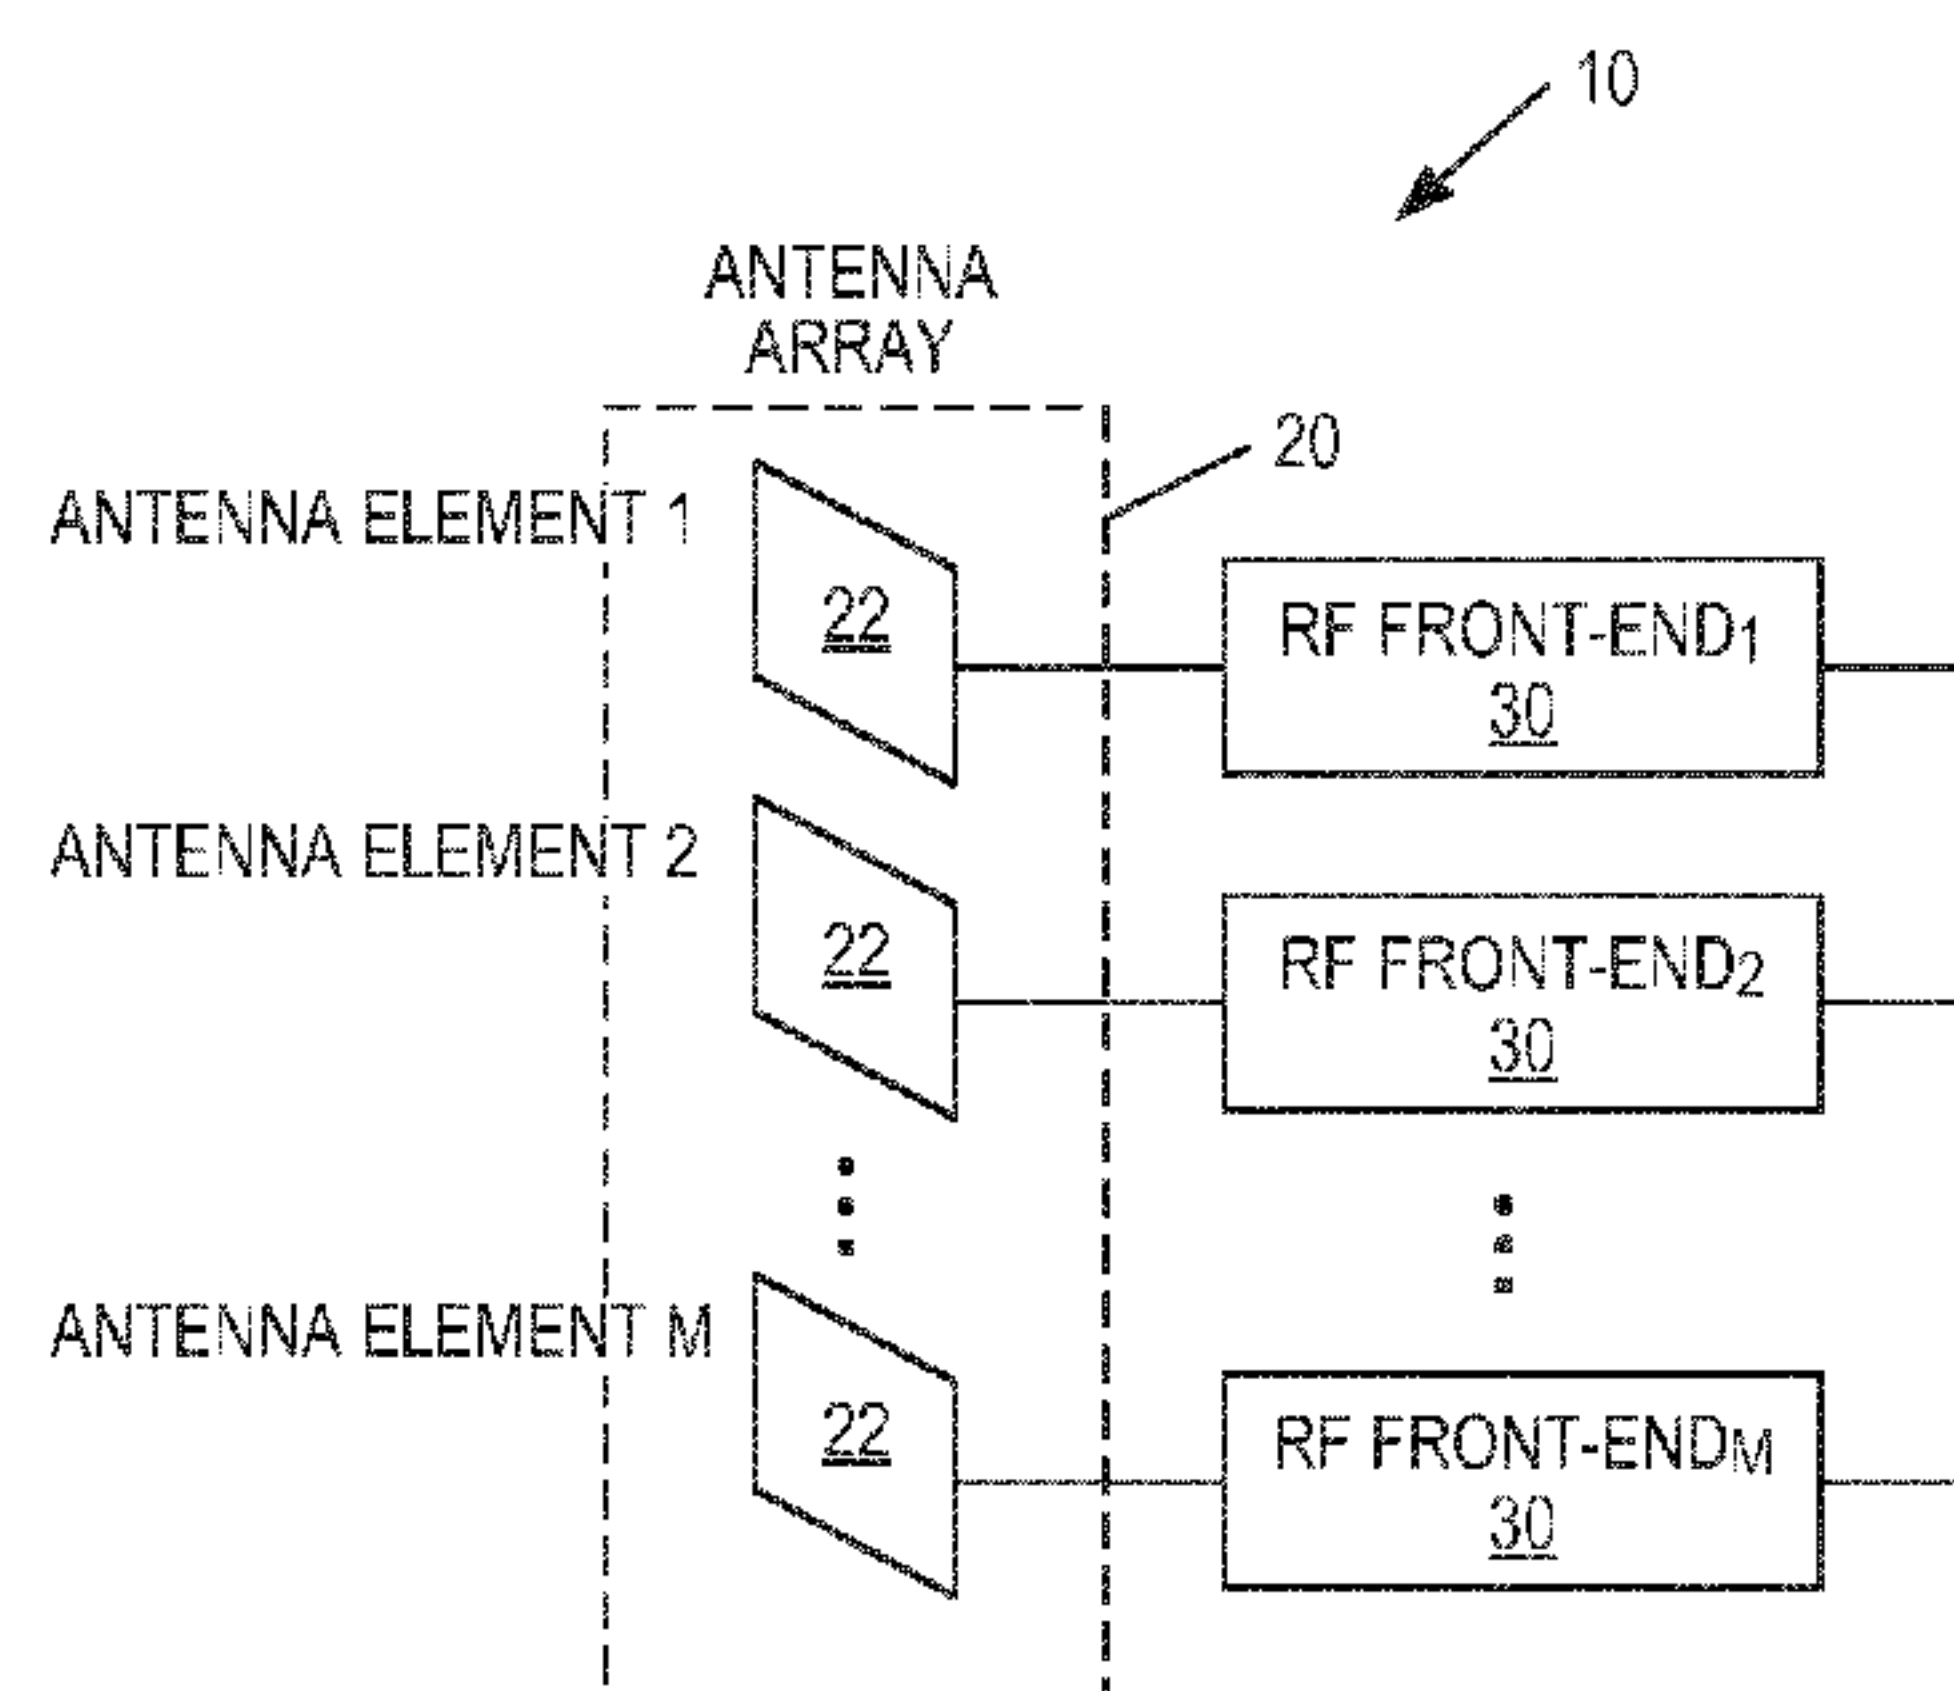 10
ANTENNA
ARRAY
20
ANTENNA ELEMENT 1
22
RF FRONT-END1
30
ANTENNA ELEMENT 2
22
RF FRONT-END2
30
ANTENNA ELEMENT M
22
RF FRONT-ENDM
30